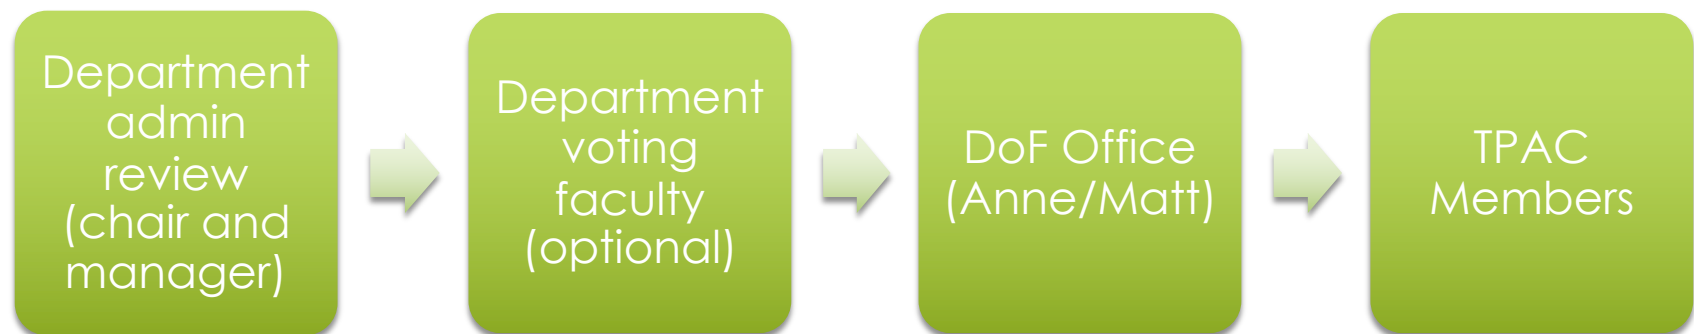 Department
admin
review
(chair and
manager)
Department
voting
faculty
(optional)
DoF Office
(Anne/Matt)
TPAC
Members